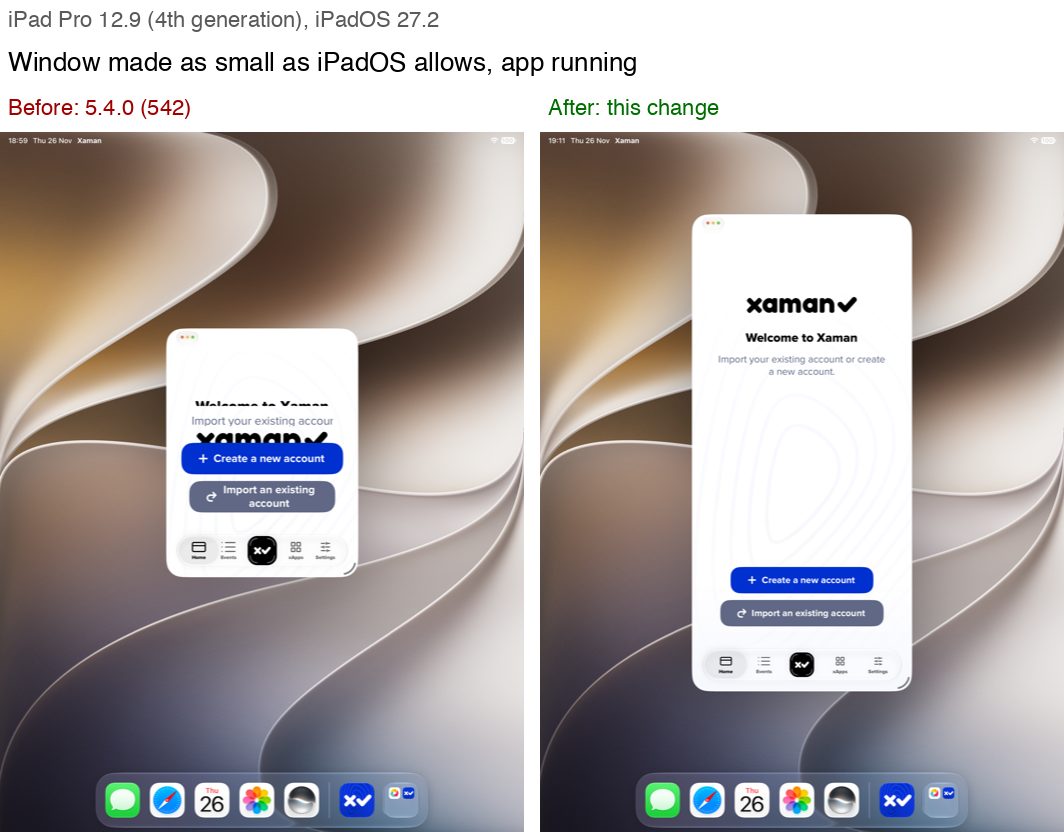 iPad Pro 12.9 (4th generation), iPadOS 27.2
Window made as small as iPadOS allows, app running
Before: 5.4.0 (542)
After: this change
18:59 Thu 26 Nov Xaman
100
19:11 Thu 26 Nov Xaman
100
Welcome to Xaman
Import your existing accour
xaman
+ Create a new account
Import an existing
account
Home
Events
xApps
Settings
xaman
Welcome to Xaman
Import your existing account or create
a new account.
+ Create a new account
Import an existing account
Home
Events
xApps
Settings
Thu
26
Thu
26